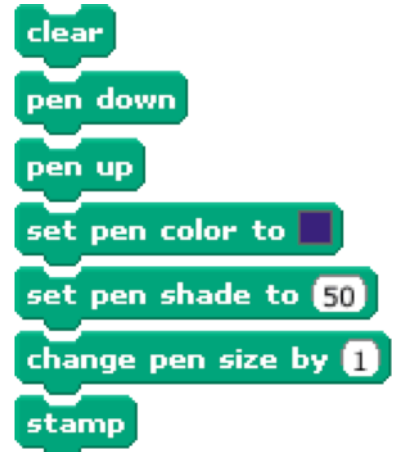 clear
pen down
pen up
set pen color to
set pen shade to 50
change pen size by 1
stamp